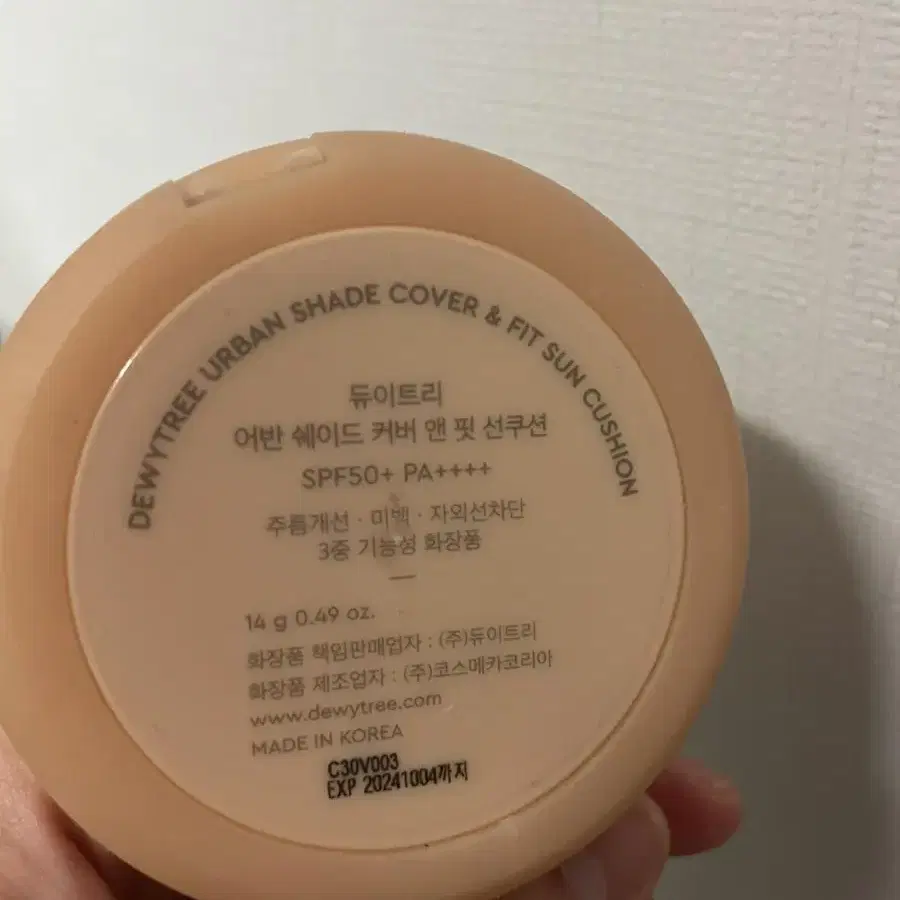 DEWYTREE URBAN SHADE COVER & FIT SUN CUSHION
듀이트리
어반 쉐이드 커버 앤 핏 선쿠션
SPF50+ PA++++
주름개선 · 미백 · 자외선차단
3중 기능성 화장품
14 g 0.49 oz.
화장품 책임판매업자 : (주)듀이트리
화장품 제조업자 : (주)코스메카코리아
www.dewytree.com
MADE IN KOREA
C30V003
EXP 20241004까지